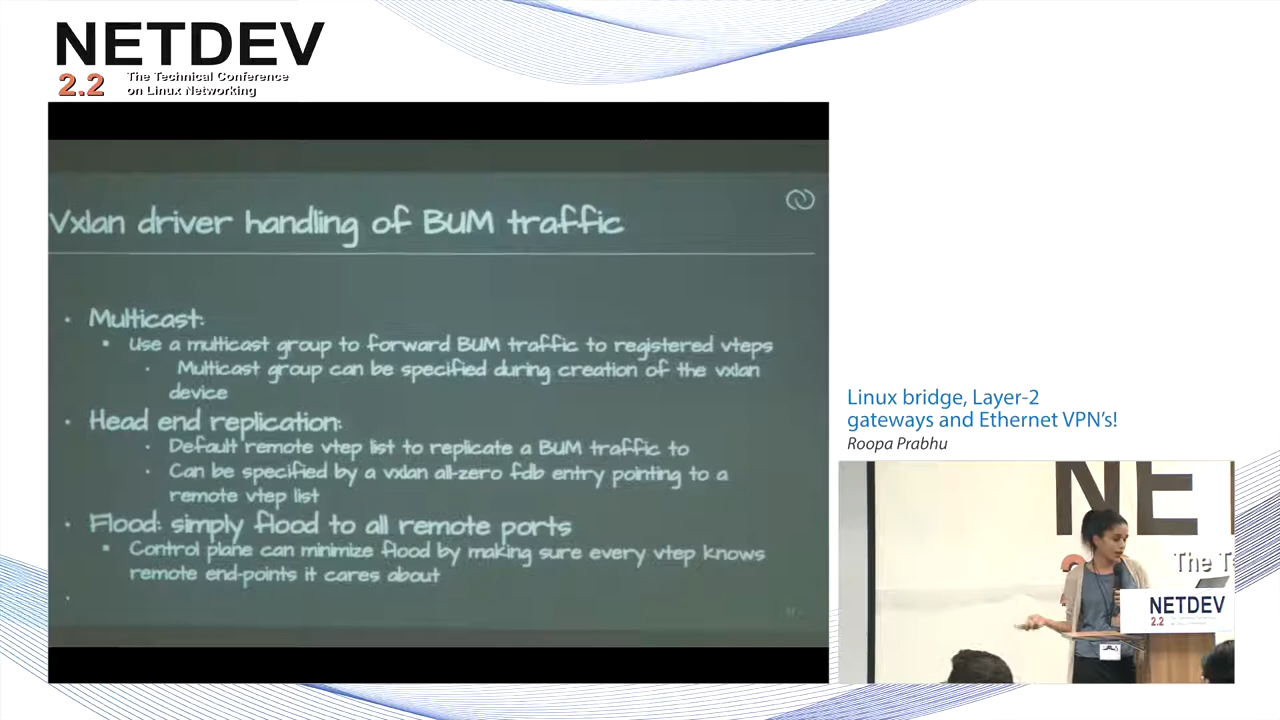 NETDEV
2.2
The Technical Conference
on Linux Networking
Vxlan driver handling of BUM traffic
• Multicast:
▪ Use a multicast group to forward BUM traffic to registered vteps
• Multicast group can be specified during creation of the vxlan
device
• Head end replication:
• Default remote vtep list to replicate a BUM traffic to
• Can be specified by a vxlan all-zero fdb entry pointing to a
remote vtep list
• Flood: simply flood to all remote ports
▪ Control plane can minimize flood by making sure every vtep knows
remote end-points it cares about
Linux bridge, Layer-2
gateways and Ethernet VPN's!
Roopa Prabhu
NE
The T
NETDEV
2.2